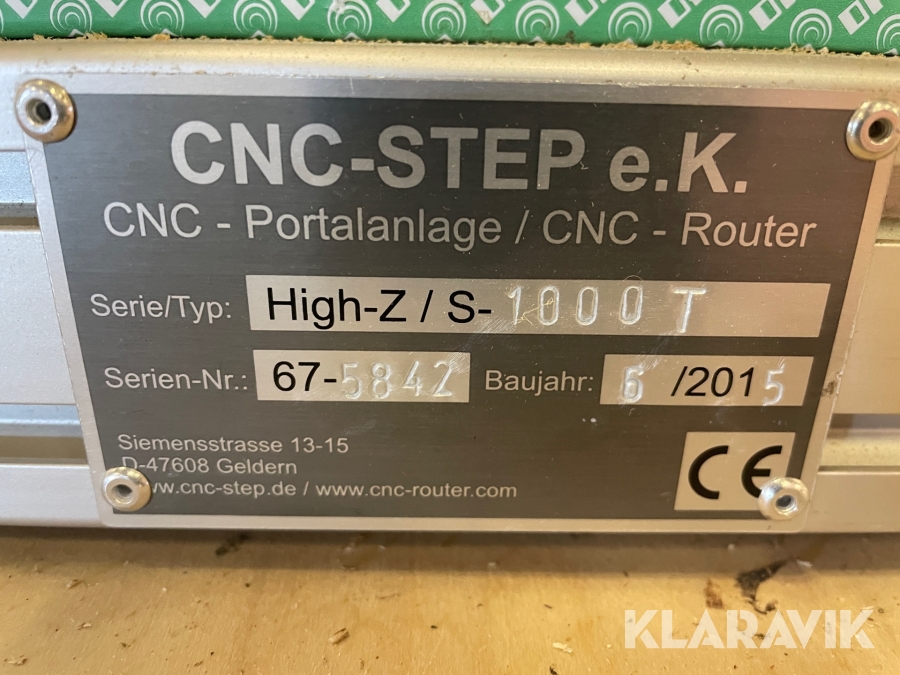 CNC-STEP e.K.
CNC - Portalanlage / CNC - Router
Serie/Typ: High-Z / S-1000T
Serien-Nr.: 67-5842 Baujahr: 6 /2015
Siemensstrasse 13-15
D-47608 Geldern
www.cnc-step.de / www.cnc-router.com
CE
KLARAVIK